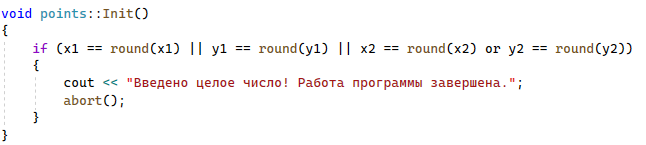 void points::Init()
{
if (x1 == round(x1) || y1 == round(y1) || x2 == round(x2) or y2 == round(y2))
{
cout << "Введено целое число! Работа программы завершена.";
abort();
}
}